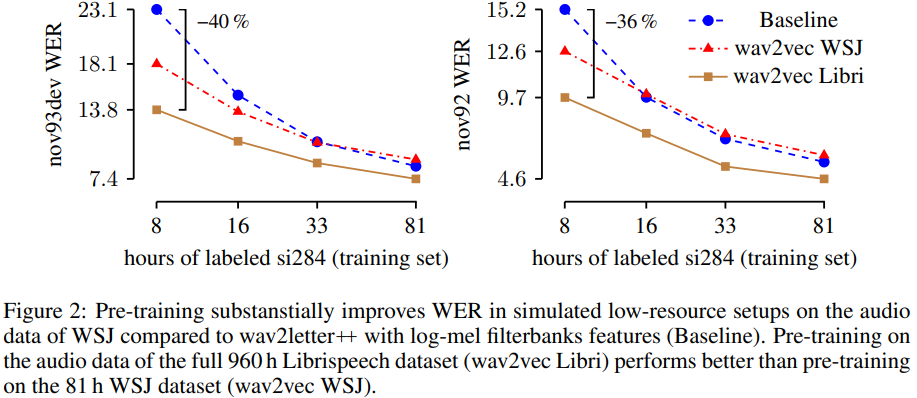 23.1
18.1
13.8
7.4
nov93dev WER
−40 %
8 16 33 81
hours of labeled si284 (training set)
15.2
12.6
9.7
4.6
nov92 WER
−36 %
Baseline
wav2vec WSJ
wav2vec Libri
8 16 33 81
hours of labeled si284 (training set)
Figure 2: Pre-training substanstially improves WER in simulated low-resource setups on the audio
data of WSJ compared to wav2letter++ with log-mel filterbanks features (Baseline). Pre-training on
the audio data of the full 960 h Librispeech dataset (wav2vec Libri) performs better than pre-training
on the 81 h WSJ dataset (wav2vec WSJ).